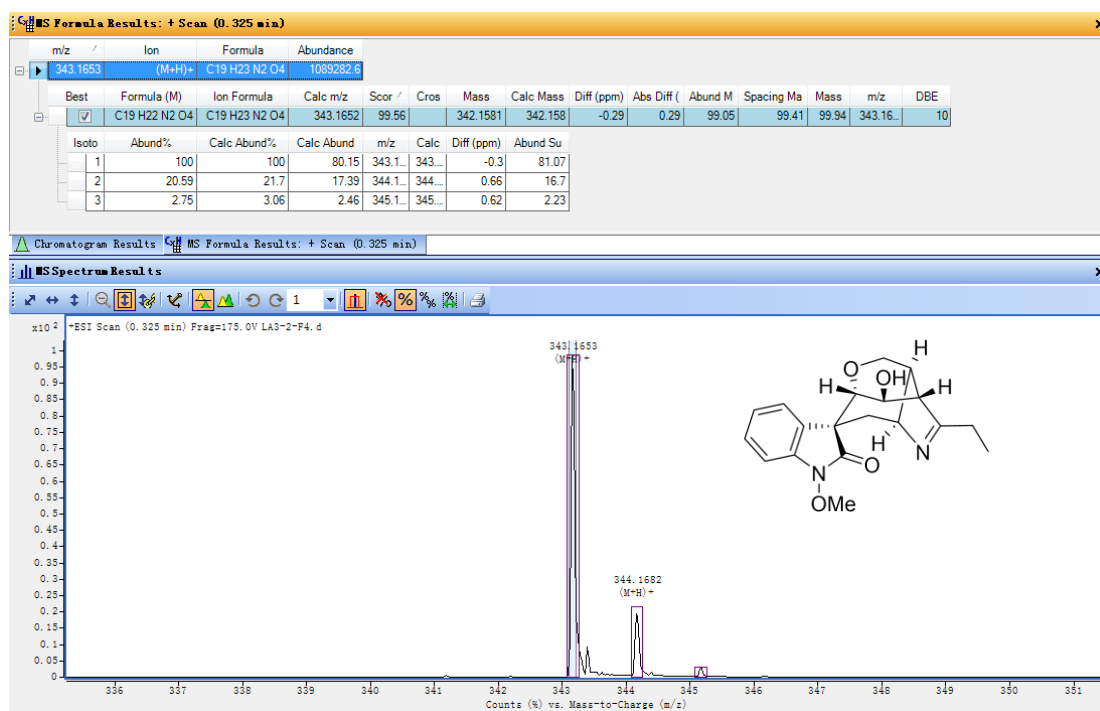 MS Formula Results: + Scan (0.325 min)
m/z Ion Formula Abundance
343.1653 (M+H)+ C19 H23 N2 O4 1089282.6
Best Formula (M) Ion Formula Calc m/z Scor Cros Mass Calc Mass Diff (ppm) Abs Diff ( Abund M Spacing Ma Mass m/z DBE
C19 H22 N2 O4 C19 H23 N2 O4 343.1652 99.56 342.1581 342.158 -0.29 0.29 99.05 99.41 99.94 343.16... 10
Isoto Abund% Calc Abund% Calc Abund m/z Calc Diff (ppm) Abund Su
1 100 100 80.15 343.1... 343.... -0.3 81.07
2 20.59 21.7 17.39 344.1... 344.... 0.66 16.7
3 2.75 3.06 2.46 345.1... 345.... 0.62 2.23
Chromatogram Results MS Formula Results: + Scan (0.325 min)
MS Spectrum Results
1
x10 2 +ESI Scan (0.325 min) Frag=175.0V LA3-2-F4.d
343.1653
(M+H)+
344.1682
(M+H)+
H
O
OH
H
H
H
N
O
N
OMe
1
0.95
0.9
0.85
0.8
0.75
0.7
0.65
0.6
0.55
0.5
0.45
0.4
0.35
0.3
0.25
0.2
0.15
0.1
0.05
0
336 337 338 339 340 341 342 343 344 345 346 347 348 349 350 351
Counts (%) vs. Mass-to-Charge (m/z)